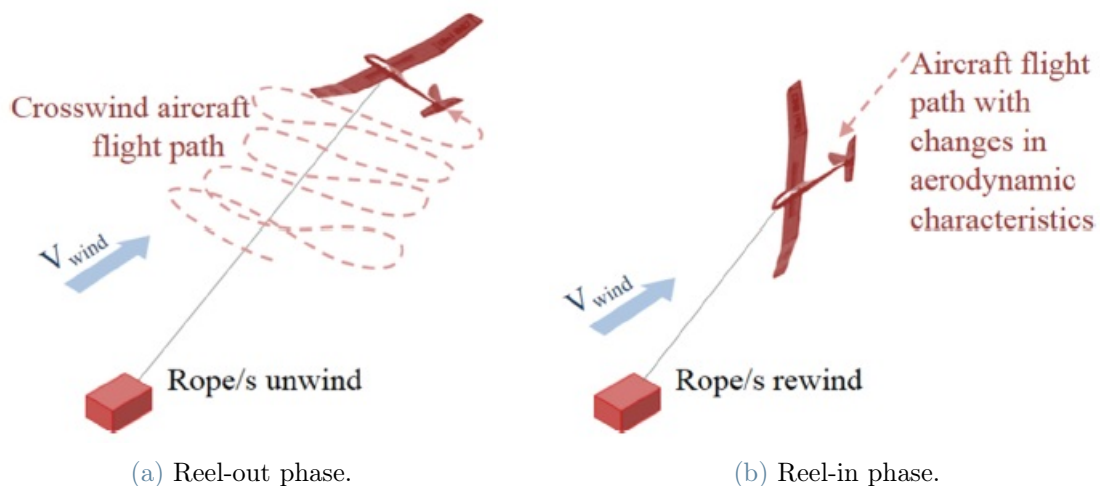 Crosswind aircraft
flight path
V wind
Rope/s unwind
(a) Reel-out phase.
Aircraft flight
path with
changes in
aerodynamic
characteristics
V wind
Rope/s rewind
(b) Reel-in phase.